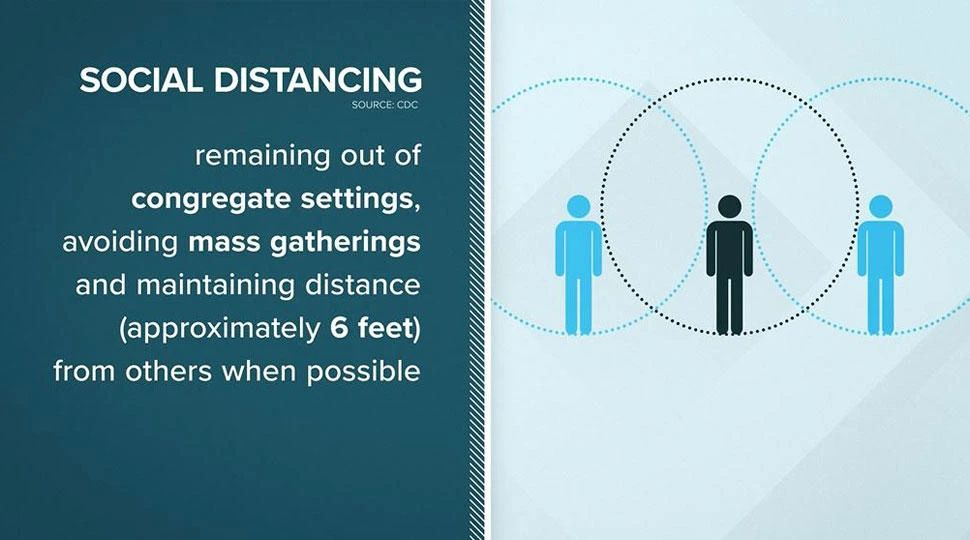 SOCIAL DISTANCING
SOURCE: CDC
remaining out of
congregate settings,
avoiding mass gatherings
and maintaining distance
(approximately 6 feet)
from others when possible